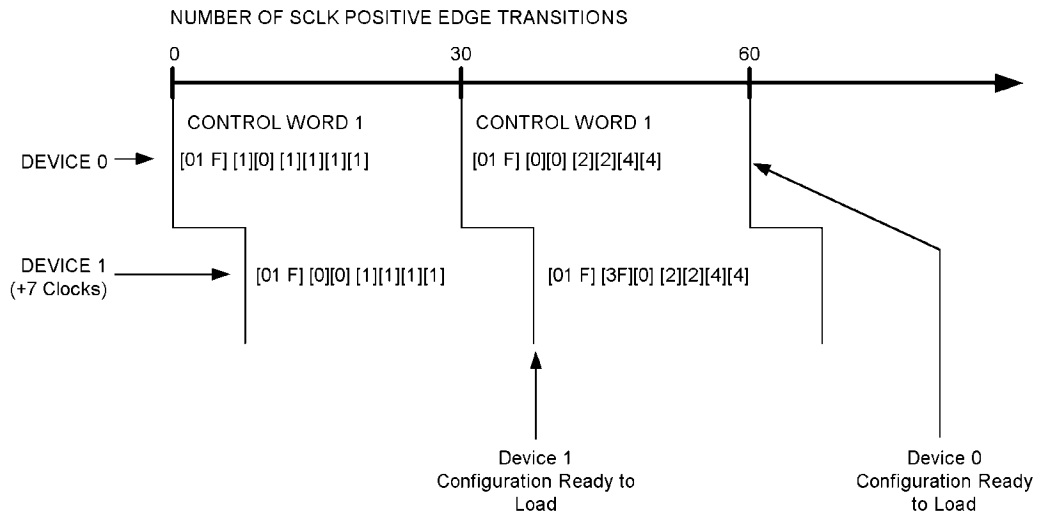 NUMBER OF SCLK POSITIVE EDGE TRANSITIONS
0 30 60
CONTROL WORD 1 CONTROL WORD 1
DEVICE 0 [01 F] [1][0] [1][1][1][1] [01 F] [0][0] [2][2][4][4]
DEVICE 1
(+7 Clocks)
[01 F] [0][0] [1][1][1][1] [01 F] [3F][0] [2][2][4][4]
Device 1
Configuration Ready to
Load
Device 0
Configuration Ready
to Load